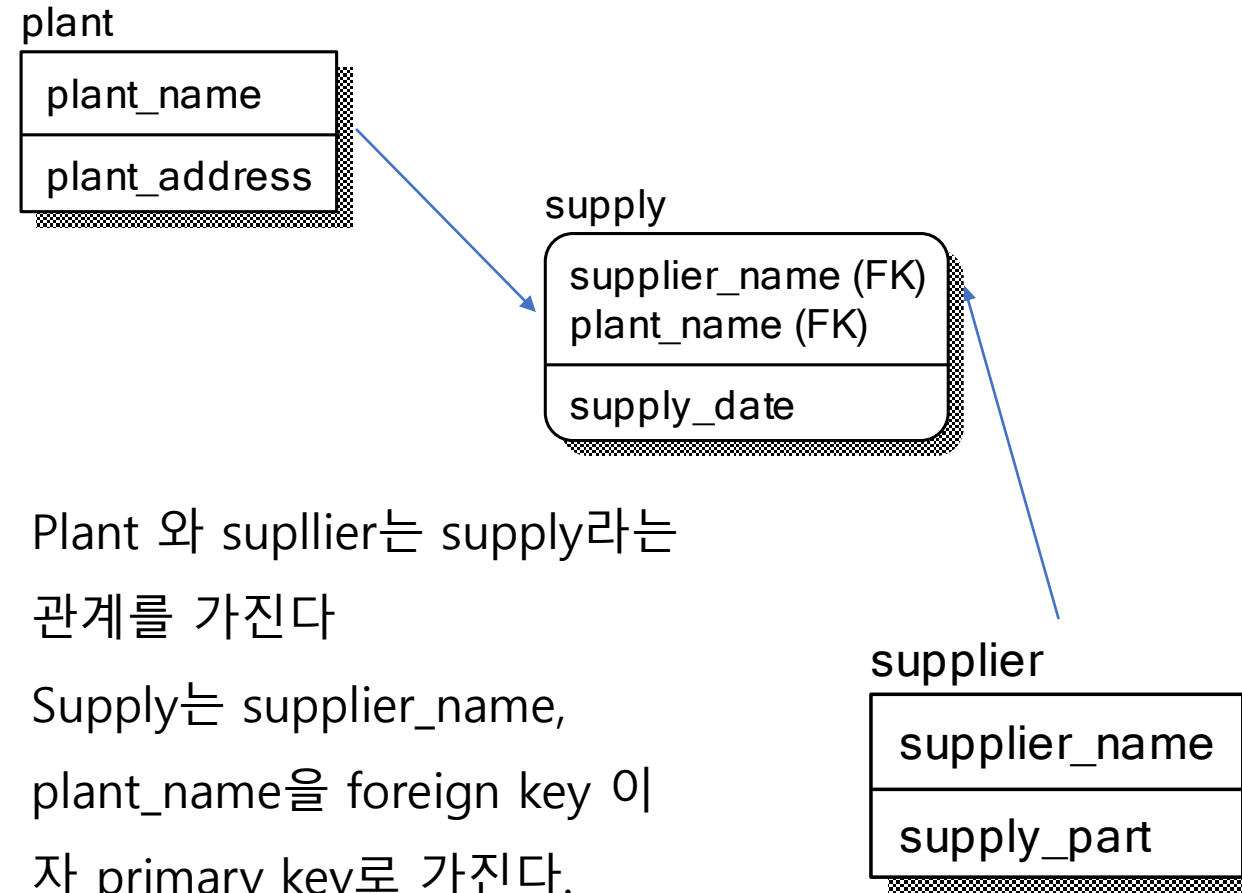 plant
plant_name
plant_address
supply
supplier_name (FK)
plant_name (FK)
supply_date
Plant 와 supllier는 supply라는
관계를 가진다
Supply는 supplier_name,
plant_name을 foreign key 이
자 primary key로 가진다.
supplier
supplier_name
supply_part